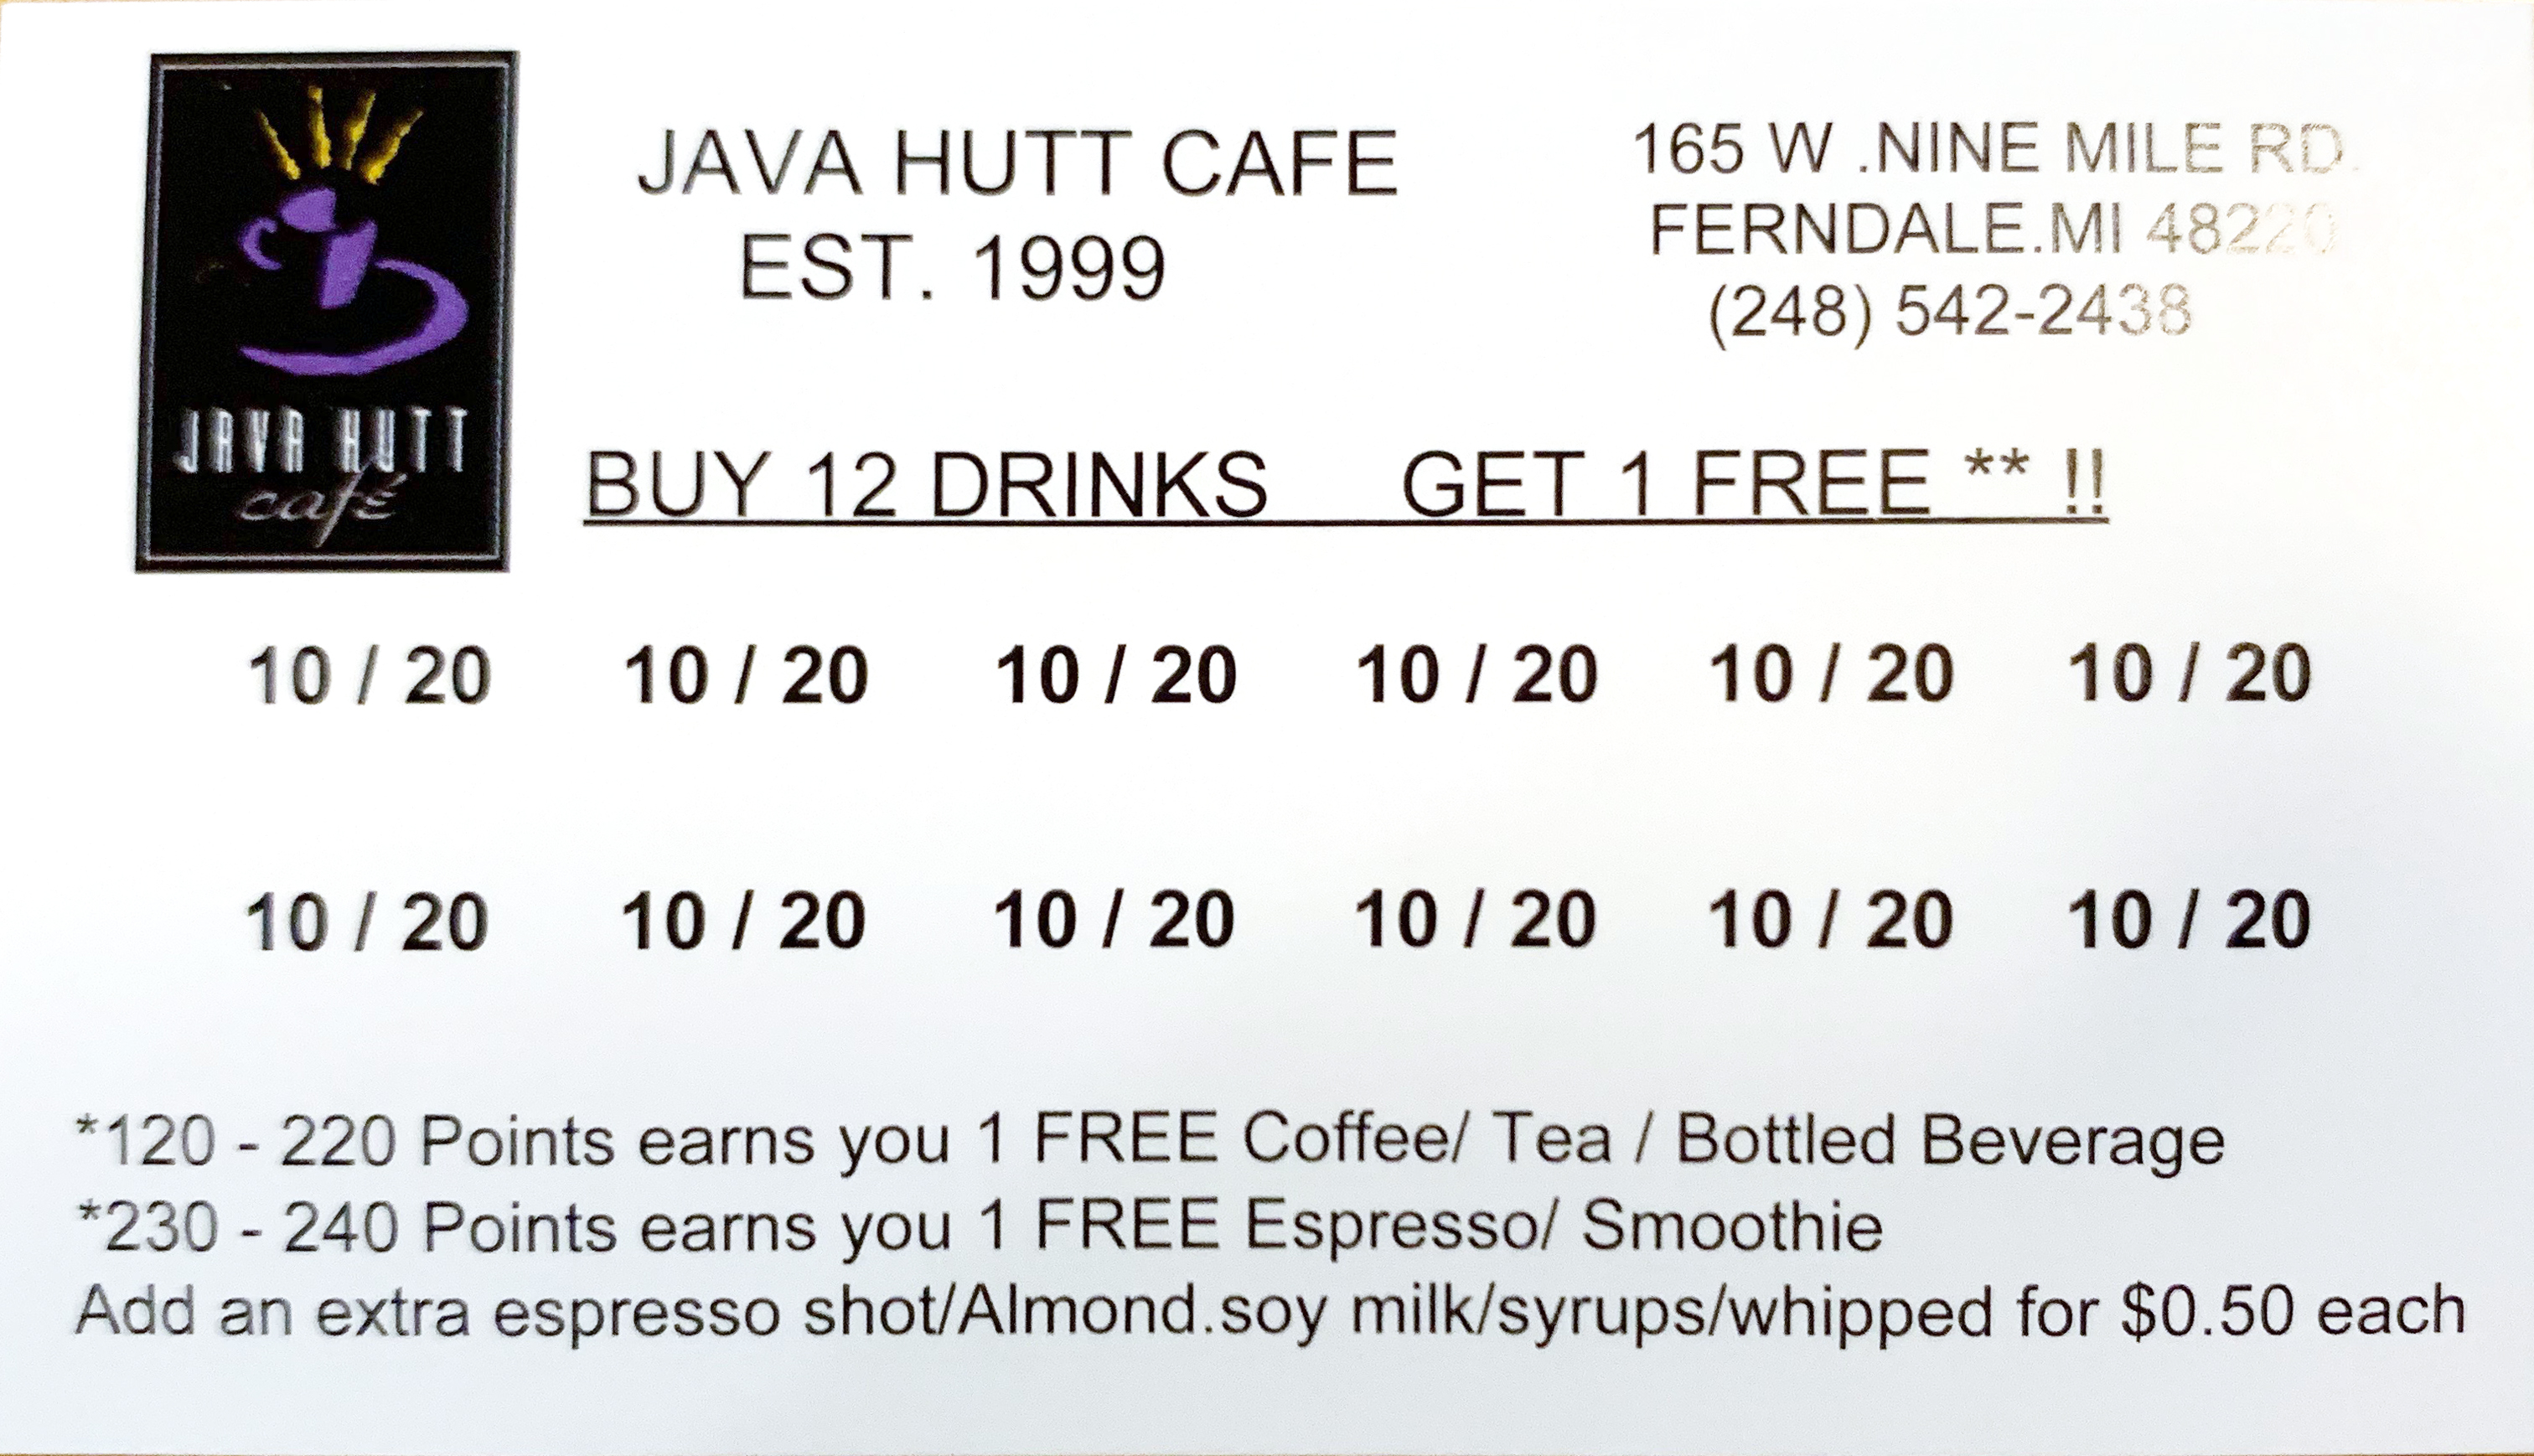 JAVA HUTT
café
JAVA HUTT CAFE
EST. 1999
165 W .NINE MILE RD.
FERNDALE.MI 48220
(248) 542-2438
BUY 12 DRINKS GET 1 FREE ** !!
10 / 20 10 / 20 10 / 20 10 / 20 10 / 20 10 / 20
10 / 20 10 / 20 10 / 20 10 / 20 10 / 20 10 / 20
*120 - 220 Points earns you 1 FREE Coffee/ Tea / Bottled Beverage
*230 - 240 Points earns you 1 FREE Espresso/ Smoothie
Add an extra espresso shot/Almond.soy milk/syrups/whipped for $0.50 each